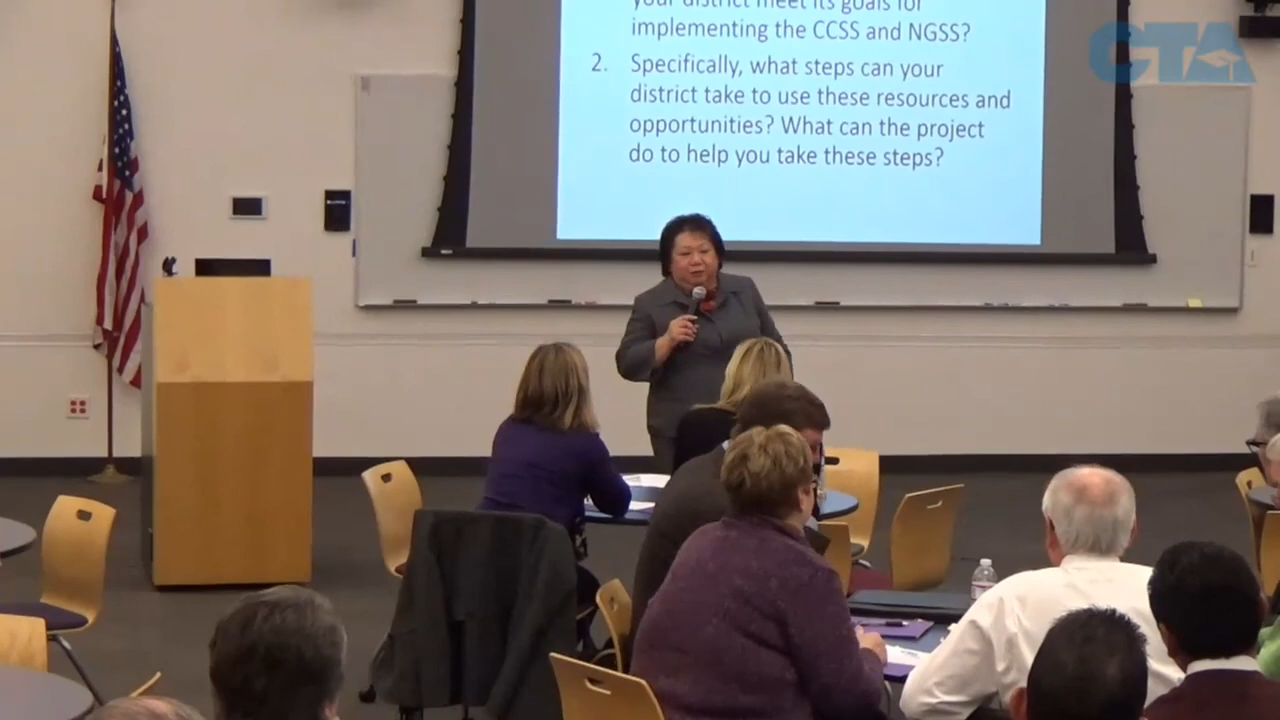 your district meet its goals for
implementing the CCSS and NGSS?
2. Specifically, what steps can your
district take to use these resources and
opportunities? What can the project
do to help you take these steps?
CTA